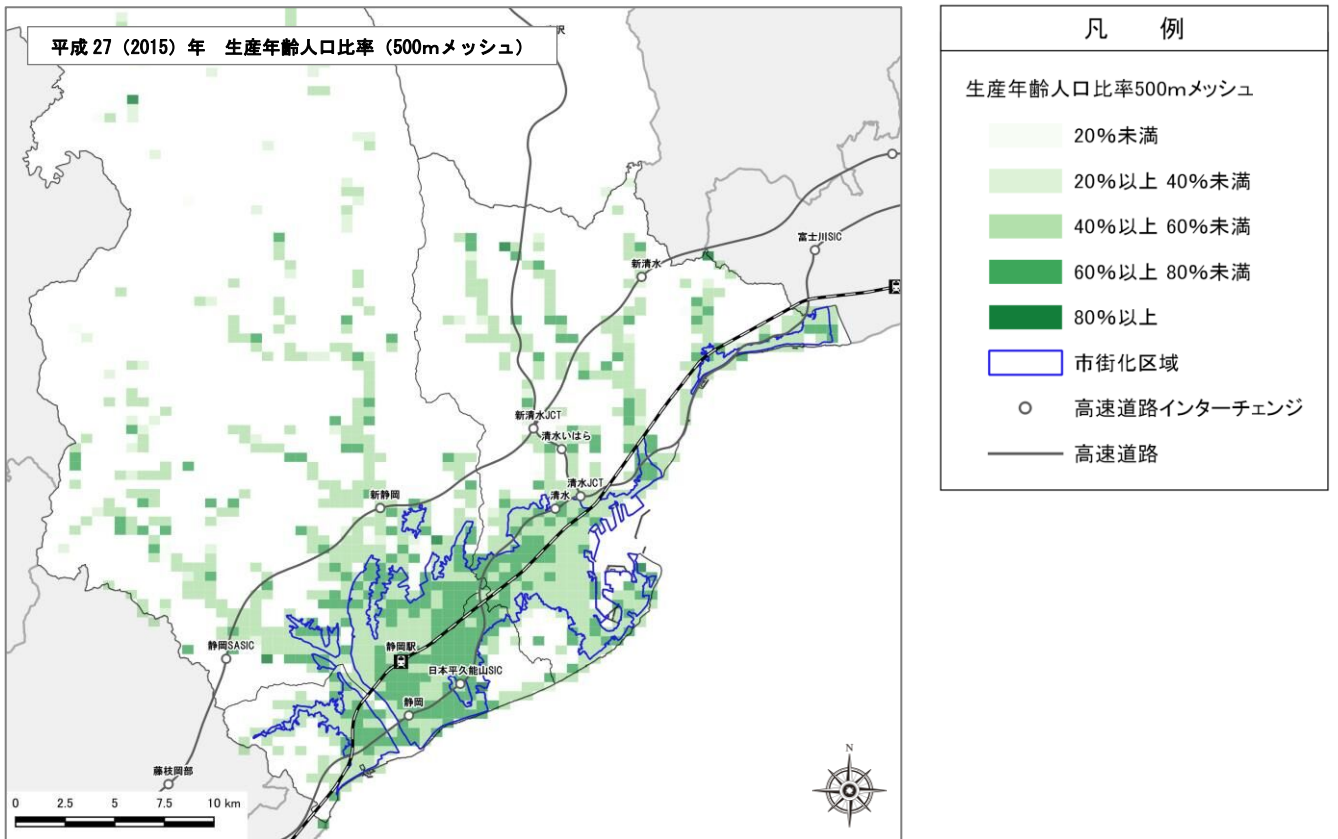 平成 27（2015）年　生産年齢人口比率（500mメッシュ）
凡　例
生産年齢人口比率500mメッシュ
20%未満
20%以上 40%未満
40%以上 60%未満
60%以上 80%未満
80%以上
市街化区域
高速道路インターチェンジ
高速道路
富士川SIC
新清水
新清水JCT
清水いはら
清水JCT
清水
新静岡
静岡SASIC
静岡駅
日本平久能山SIC
静岡
藤枝岡部
N
0 2.5 5 7.5 10 km